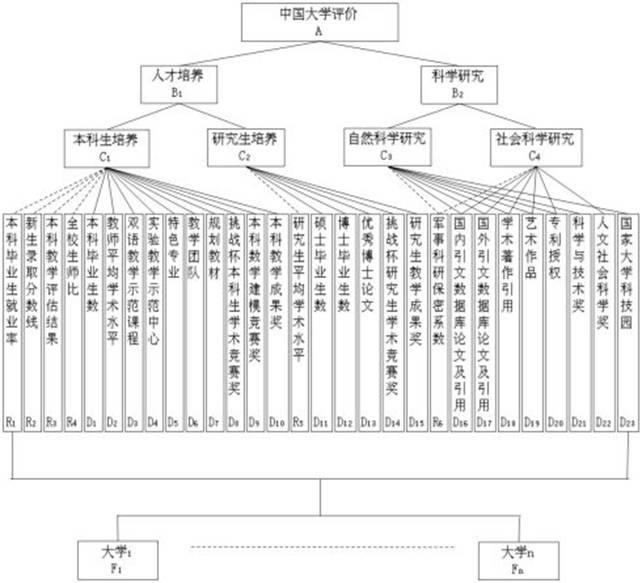 中国大学评价
A
人才培养
B1
科学研究
B2
本科生培养
C1
研究生培养
C2
自然科学研究
C3
社会科学研究
C4
本科毕业生就业率
R1
新生录取分数线
R2
本科教学评估结果
R3
全校生师比
R4
本科毕业生数
D1
教师平均学术水平
D2
双语教学示范课程
D3
实验教学示范中心
D4
特色专业
D5
教学团队
D6
规划教材
D7
挑战杯本科生学术竞赛奖
D8
本科数学建模竞赛奖
D9
本科教学成果奖
D10
研究生平均学术水平
R5
硕士毕业生数
D11
博士毕业生数
D12
优秀博士论文
D13
挑战杯研究生学术竞赛奖
D14
研究生教学成果奖
D15
军事科研保密系数
R6
国内引文数据库论文及引用
D16
国外引文数据库论文及引用
D17
学术著作引用
D18
艺术作品
D19
专利授权
D20
科学与技术奖
D21
人文社会科学奖
D22
国家大学科技园
D23
大学1
F1
大学n
Fn